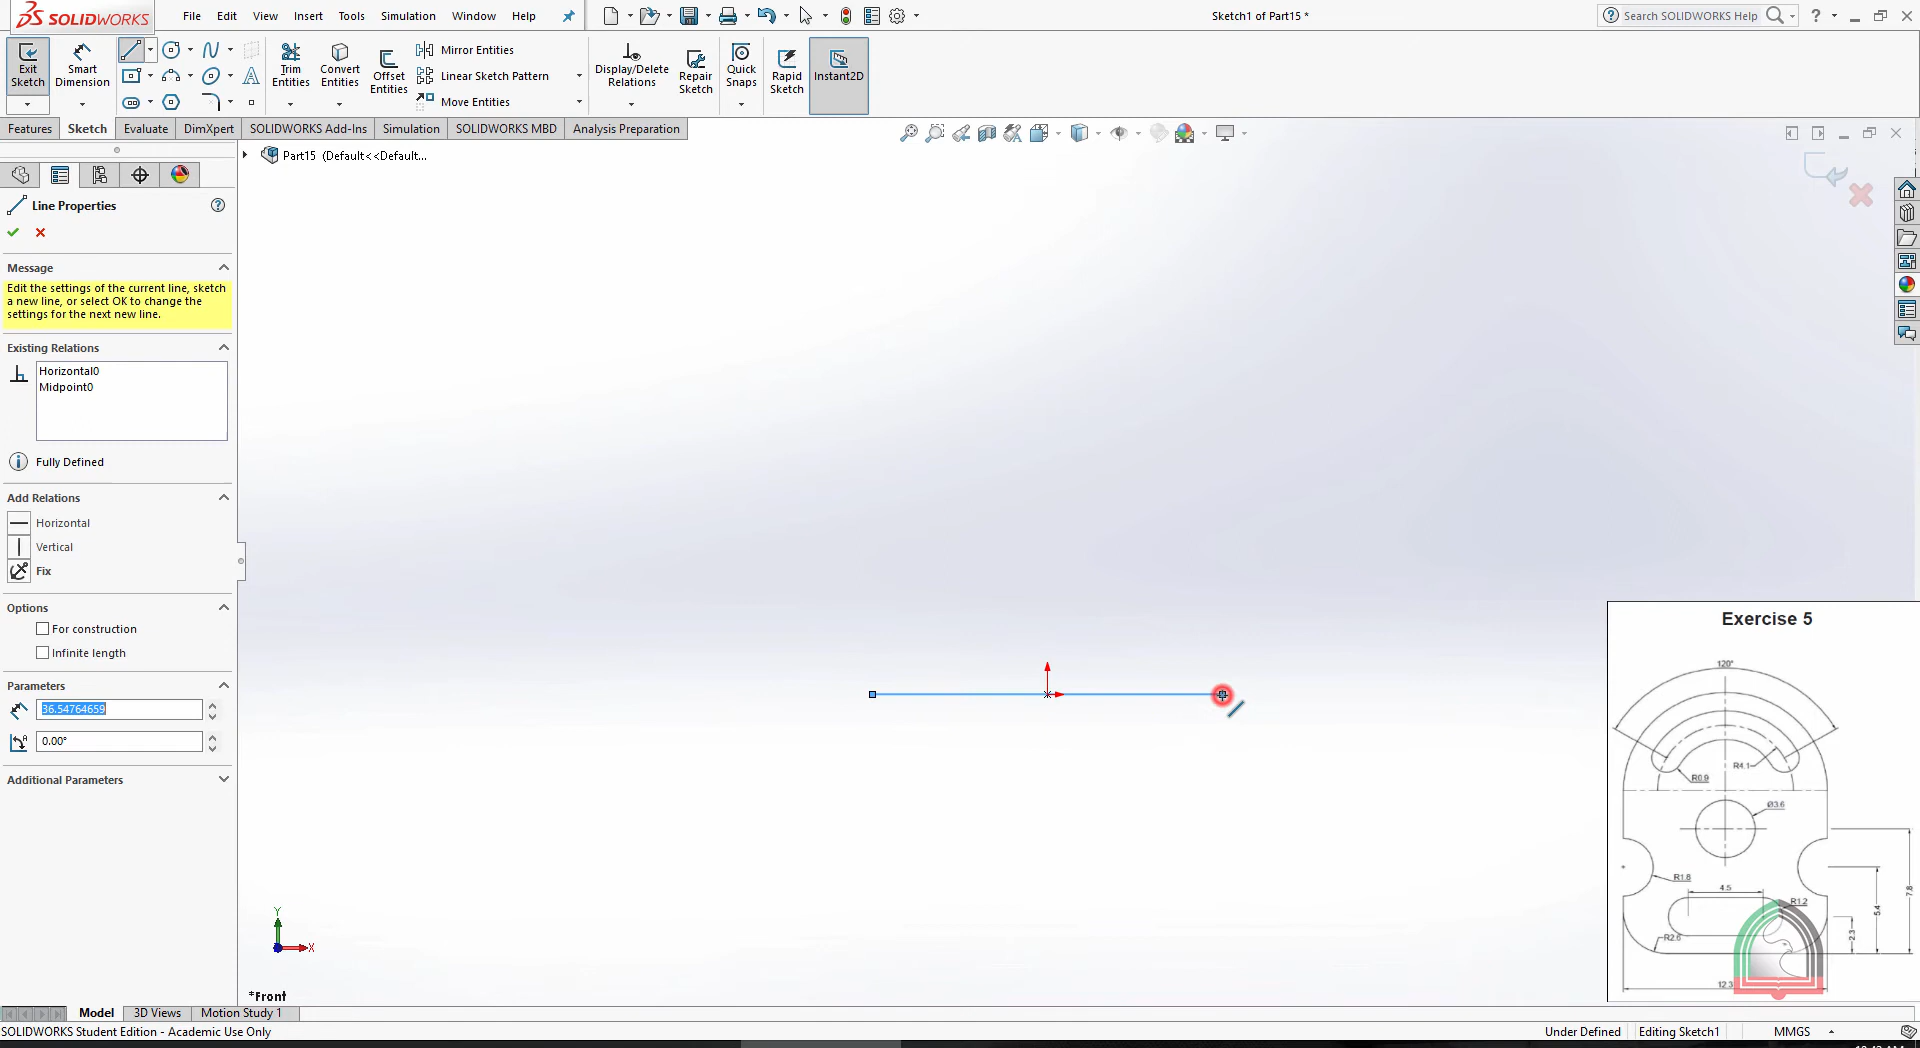 SOLIDWORKS
File Edit View Insert Tools Simulation Window Help
Sketch1 of Part15 *
Search SOLIDWORKS Help
Exit Sketch
Smart Dimension
Trim Entities
Convert Entities
Offset Entities
Mirror Entities
Linear Sketch Pattern
Move Entities
Display/Delete Relations
Repair Sketch
Quick Snaps
Rapid Sketch
Instant2D
Features Sketch Evaluate DimXpert SOLIDWORKS Add-Ins Simulation SOLIDWORKS MBD Analysis Preparation
Part15 (Default<<Default...
Line Properties
Message
Edit the settings of the current line, sketch
a new line, or select OK to change the
settings for the next new line.
Existing Relations
Horizontal0
Midpoint0
Fully Defined
Add Relations
Horizontal
Vertical
Fix
Options
For construction
Infinite length
Parameters
36.54764659
0.00°
Additional Parameters
Y
X
*Front
Exercise 5
120°
R4.1
R0.9
Ø3.6
R1.8
4.5
R1.2
7.8
5.4
2.3
R2.6
12.3
Model 3D Views Motion Study 1
SOLIDWORKS Student Edition - Academic Use Only
Under Defined Editing Sketch1 MMGS